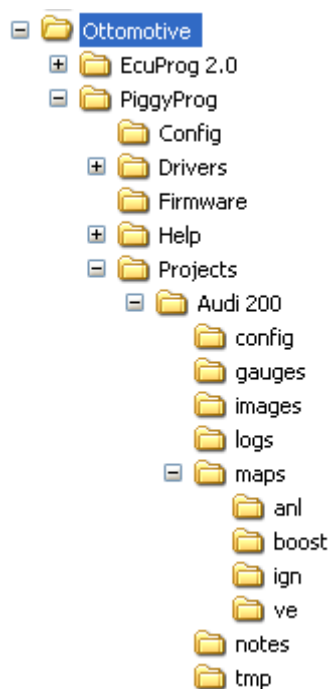 Ottomotive
EcuProg 2.0
PiggyProg
Config
Drivers
Firmware
Help
Projects
Audi 200
config
gauges
images
logs
maps
anl
boost
ign
ve
notes
tmp